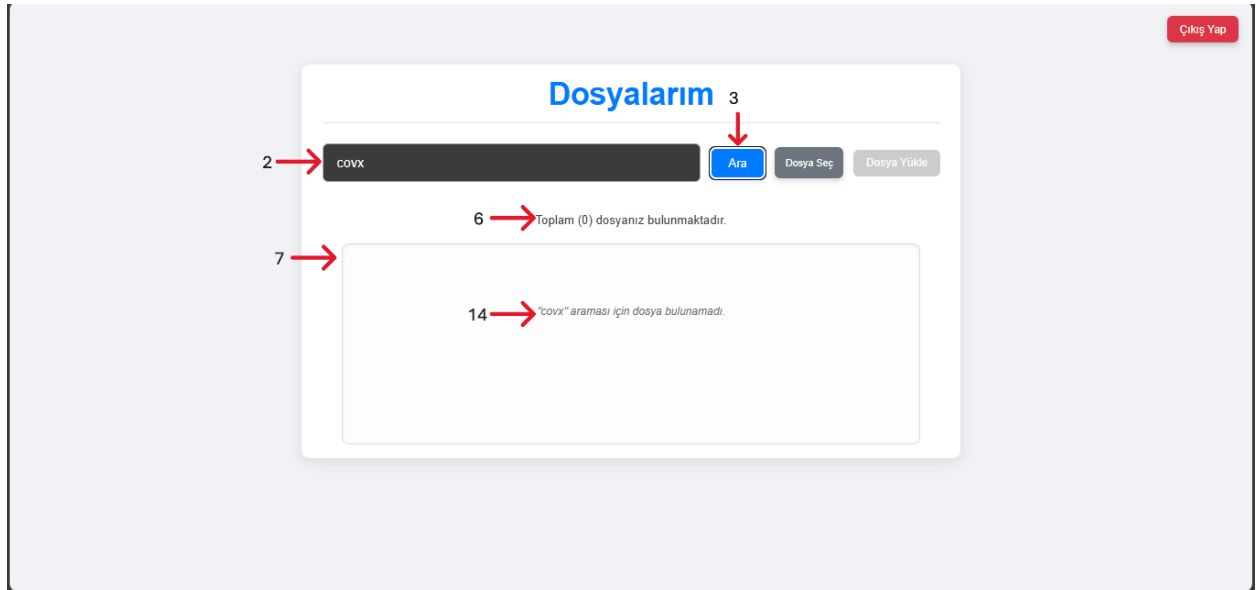 Çıkış Yap
Dosyalarım
3
2
covx
Ara
Dosya Seç
Dosya Yükle
6
Toplam (0) dosyanız bulunmaktadır.
7
14
"covx" araması için dosya bulunamadı.